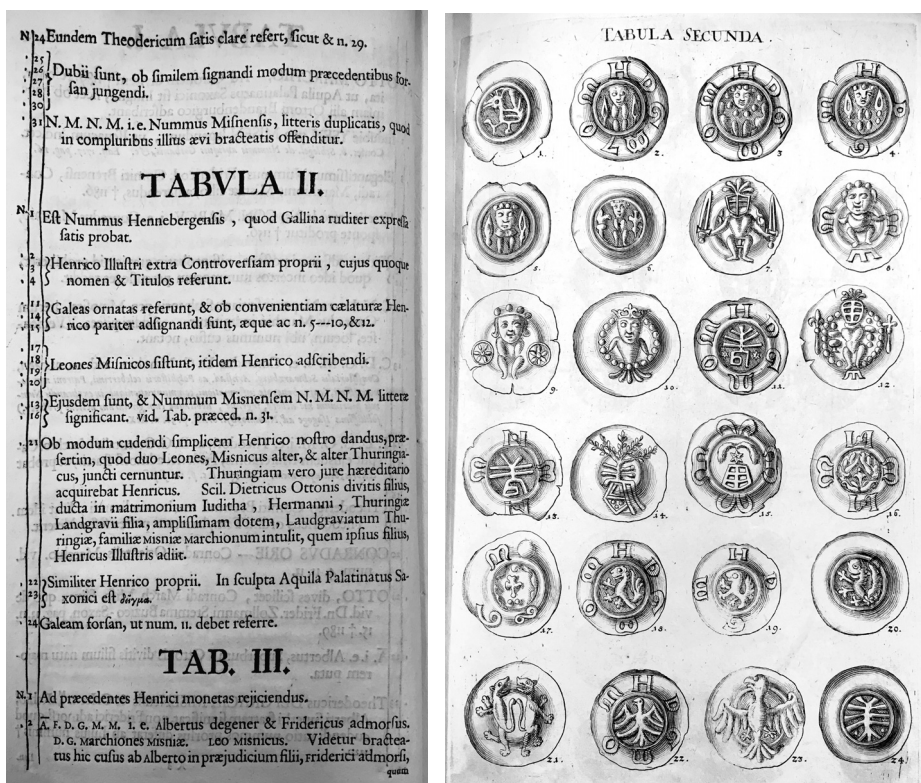 N 24 Eundem Theodericum ſatis clare refert, ſicut & n. 29.
25
26
27
28
30
Dubii ſunt, ob ſimilem ſignandi modum præcedentibus for-
ſan jungendi.
31 N. M. N. M. i. e. Nummus Miſnenſis, litteris duplicatis, quod
in compluribus illius ævi bracteatis offenditur.
TABVLA II.
N. 1 Eſt Nummus Hennebergenſis, quod Gallina ruditer expreſſa
ſatis probat.
2
3
4
Henrico Illuſtri extra Controverſiam proprii, cujus quoque
nomen & Titulos referunt.
11
14
15
Galeas ornatas referunt, & ob convenientiam cælaturæ Hen-
rico pariter adſignandi ſunt, æque ac n. 5---10, & 12.
17
18
19
20
Leones Miſnicos ſiſtunt, itidem Henrico adſcribendi.
13
16
Ejusdem ſunt, & Nummum Misnenſem N. M. N. M. litteræ
ſignificant. vid. Tab. præced. n. 31.
21 Ob modum cudendi ſimplicem Henrico noſtro dandus, præ-
ſertim, quod duo Leones, Miſnicus alter, & alter Thuringia-
cus, juncti cernuntur. Thuringiam vero jure hæreditario
acquirebat Henricus. Scil. Dietricus Ottonis divitis filius,
ducta in matrimonium Iuditha, Hermanni, Thuringiæ
Landgravii filia, ampliſſimam dotem, Laudgraviatum Thu-
ringiæ, familiæ MISNIÆ MARCHIONUM intulit, quem ipſius filius,
Henricus Illuſtris adiit.
22
23
Similiter Henrico proprii. In ſculpta Aquila Palatinatus Sa-
xonici eſt δεῖγμα.
24 Galeam forſan, ut num. 11. debet referre.
TAB. III.
N. 1 Ad præcedentes Henrici monetas rejiciendus.
2 A. F. D. G. M. M. i. e. Albertus degener & Fridericus admorſus.
D. G. Marchiones MISNIÆ. LEO MISNICUS. Videtur bractea-
tus hic cuſus ab Alberto in præjudicium filii, Friderici admorſi,
quem
TABULA SECUNDA.
1. 2. 3 4.
5. 6. 7. 8.
9. 10. 11. 12.
13. 14. 15. 16.
17. 18. 19. 20.
21. 22. 23. 24.